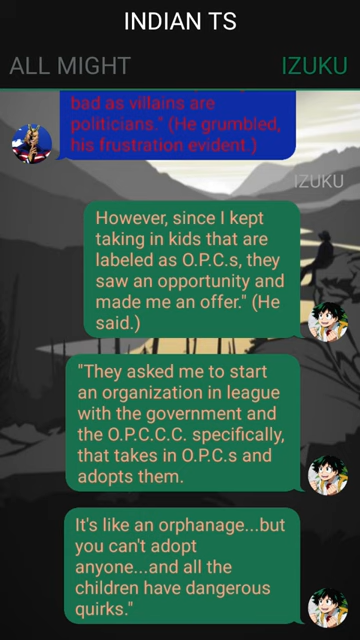 INDIAN TS
ALL MIGHT
IZUKU
bad as villains are
politicians." (He grumbled,
his frustration evident.)
IZUKU
However, since I kept
taking in kids that are
labeled as O.P.C.s, they
saw an opportunity and
made me an offer." (He
said.)
"They asked me to start
an organization in league
with the government and
the O.P.C.C.C. specifically,
that takes in O.P.C.s and
adopts them.
It's like an orphanage...but
you can't adopt
anyone...and all the
children have dangerous
quirks."